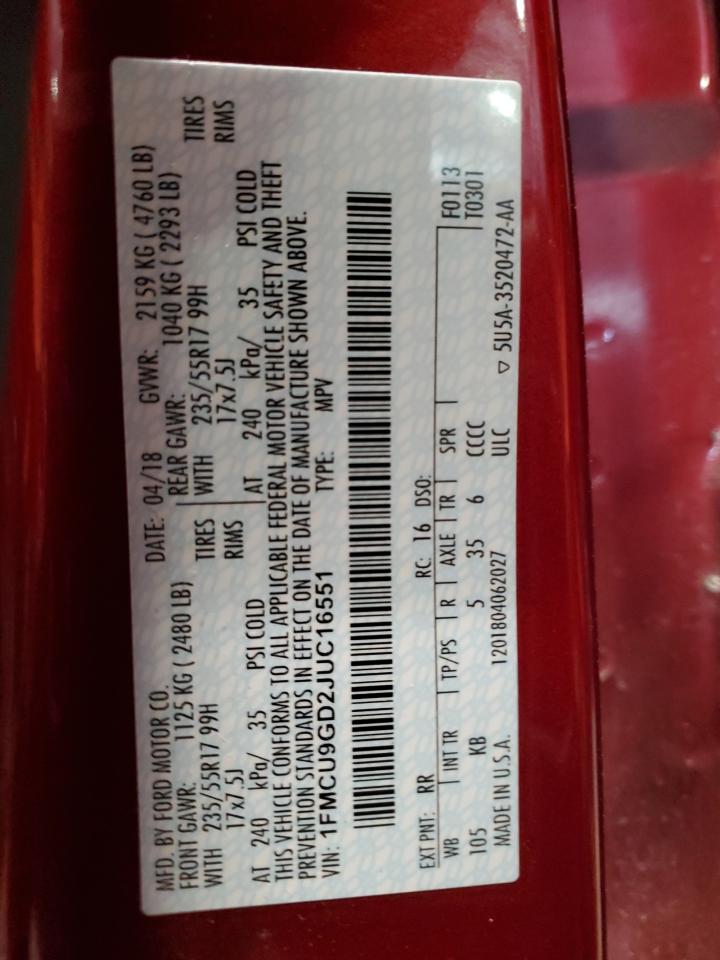 MFD. BY FORD MOTOR CO.
DATE: 04/18 GVWR: 2159 KG ( 4760 LB)
FRONT GAWR: 1125 KG ( 2480 LB)
REAR GAWR: 1040 KG ( 2293 LB)
WITH 235/55R17 99H TIRES
WITH 235/55R17 99H TIRES
17x7.5J RIMS
17x7.5J RIMS
AT 240 kPa/ 35 PSI COLD
AT 240 kPa/ 35 PSI COLD
THIS VEHICLE CONFORMS TO ALL APPLICABLE FEDERAL MOTOR VEHICLE SAFETY AND THEFT
PREVENTION STANDARDS IN EFFECT ON THE DATE OF MANUFACTURE SHOWN ABOVE.
VIN: 1FMCU9GD2JUC16551 TYPE: MPV
EXT PNT: RR RC: 16 DSO: F0113
WB INT TR TP/PS R AXLE TR SPR T0301
105 KB 5 35 6 CCCC
MADE IN U.S.A. 1201804062027 ULC ▽ 5U5A-3520472-AA